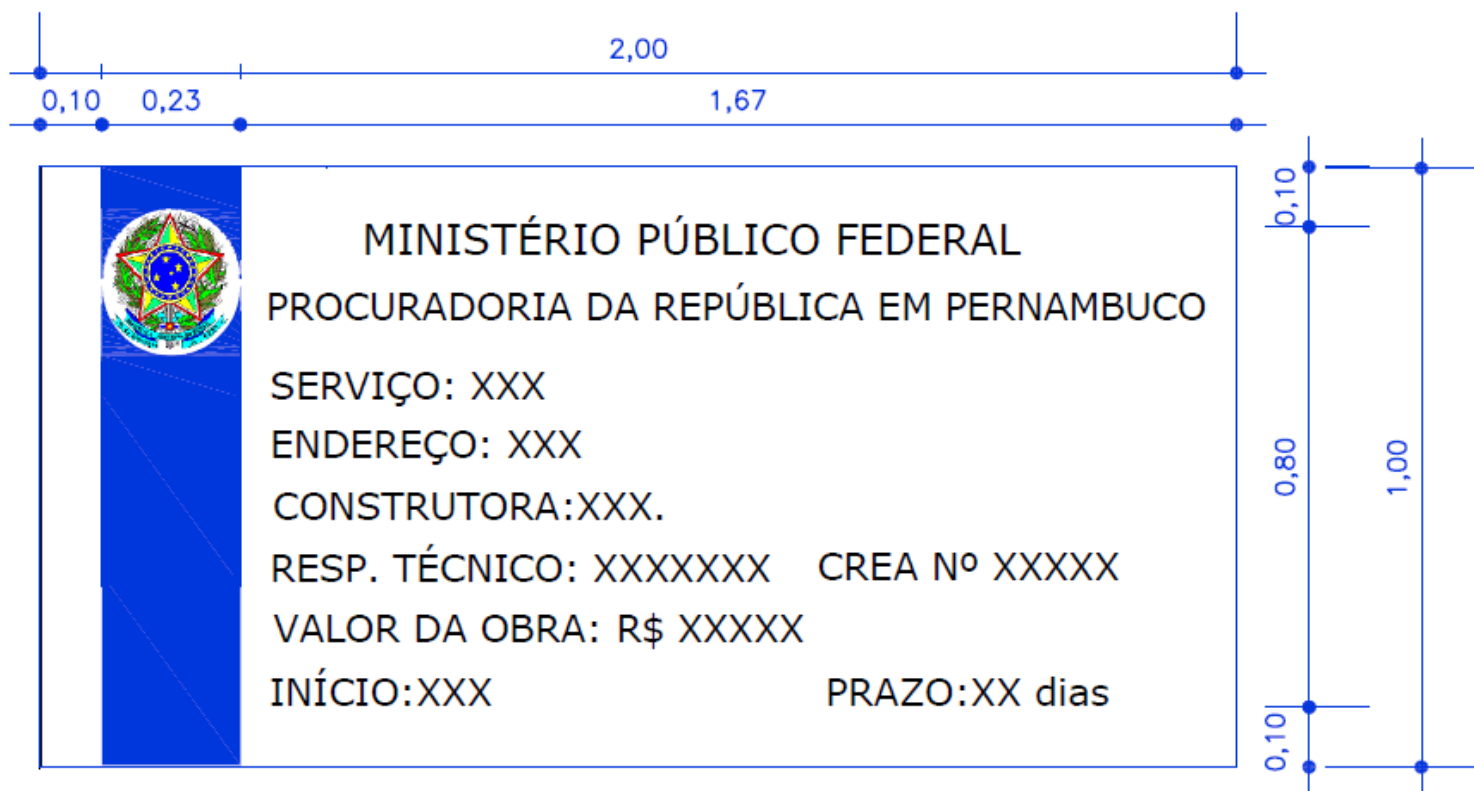 2,00
0,10 0,23 1,67
0,10
MINISTÉRIO PÚBLICO FEDERAL
PROCURADORIA DA REPÚBLICA EM PERNAMBUCO
SERVIÇO: XXX
ENDEREÇO: XXX
0,80 1,00
CONSTRUTORA:XXX.
RESP. TÉCNICO: XXXXXXX CREA Nº XXXXX
VALOR DA OBRA: R$ XXXXX
INÍCIO:XXX PRAZO:XX dias
0,10